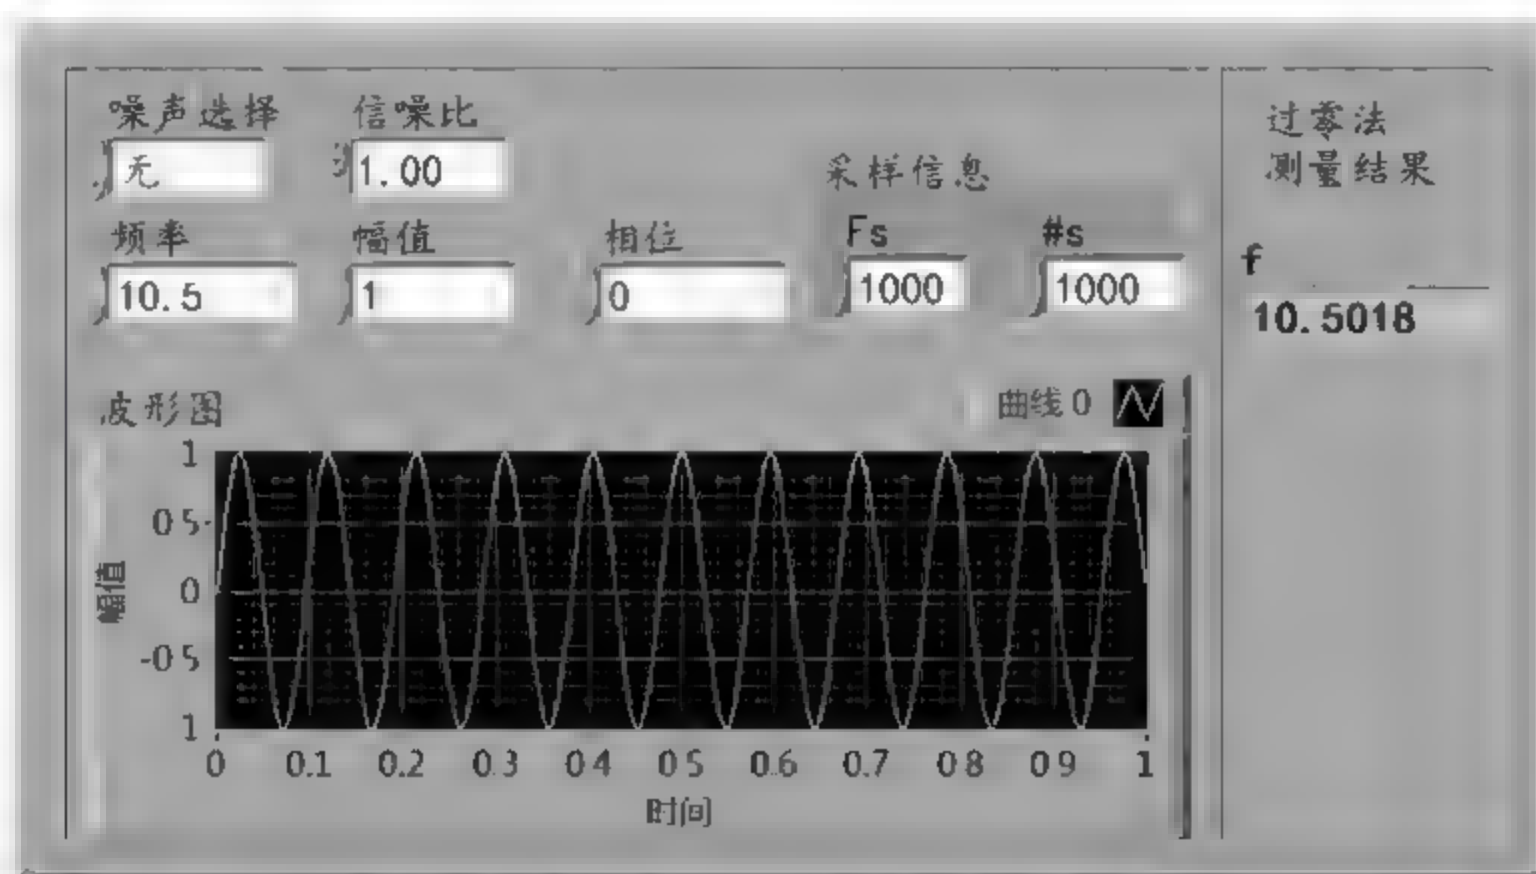 噪声选择 信噪比
无 1.00
频率 幅值 相位
10.5 1 0
采样信息
Fs #s
1000 1000
过零法
测量结果
f
10.5018
波形图 曲线 0
幅值
1
0 5
0
-0 5
1
0 0.1 0.2 0.3 0 4 0 5 0.6 0.7 0 8 0 9 1
时间